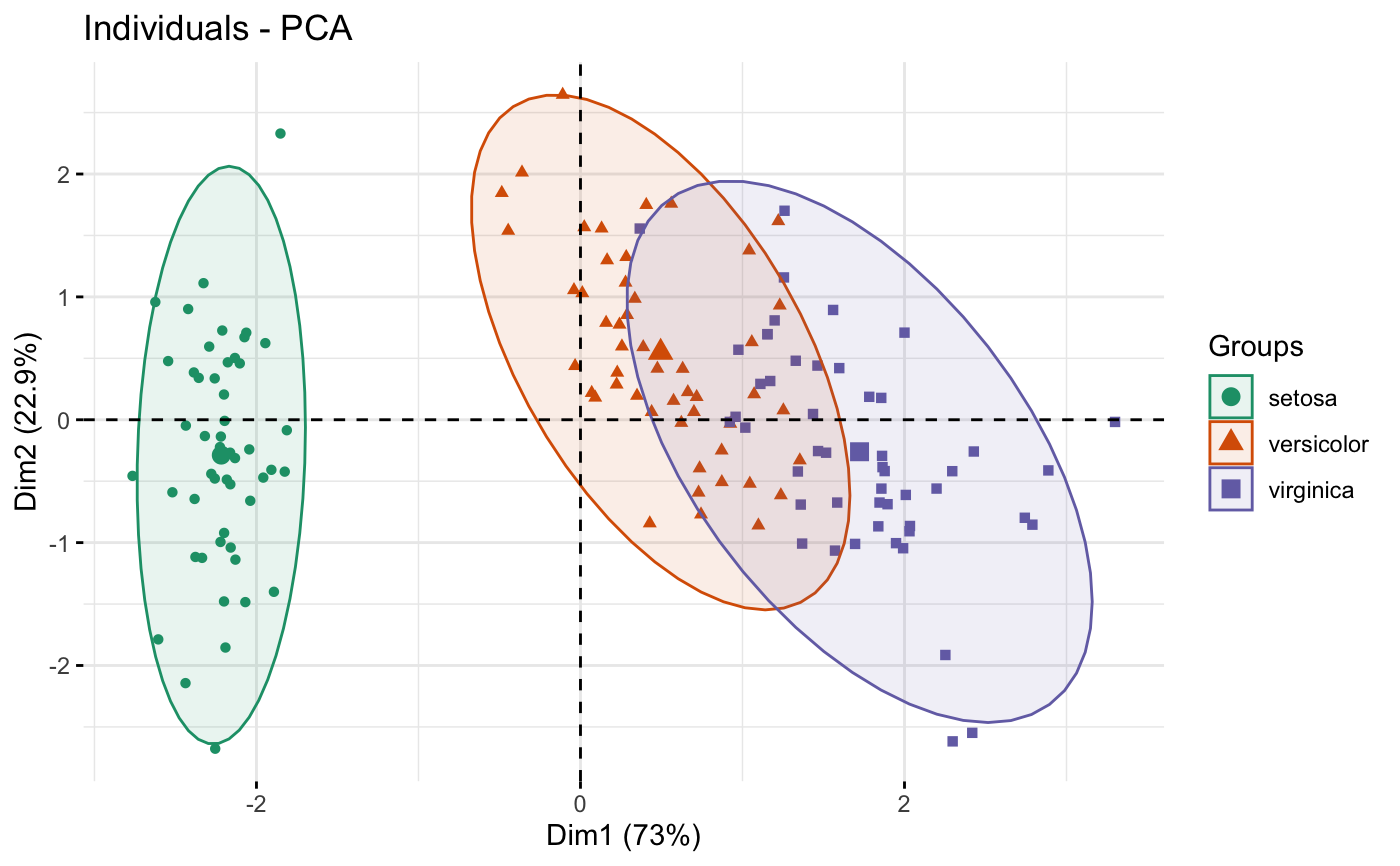 Individuals - PCA
Dim2 (22.9%)
2
1
0
-1
-2
-2
0
2
Dim1 (73%)
Groups
setosa
versicolor
virginica